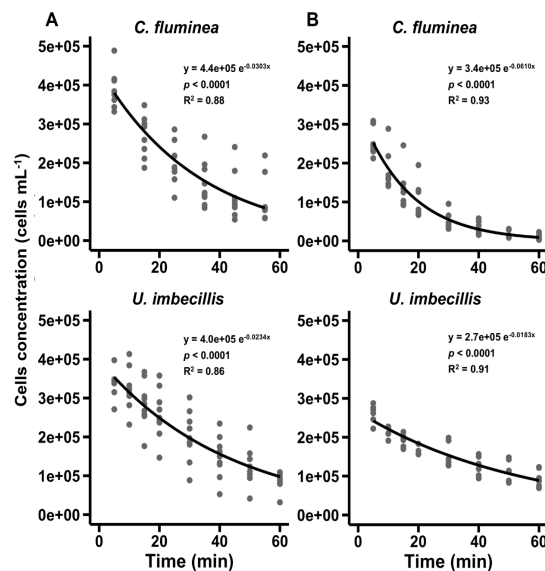 A
B
C. fluminea
C. fluminea
y = 4.4e+05 e-0.0303x
p < 0.0001
R2 = 0.88
y = 3.4e+05 e-0.0610x
p < 0.0001
R2 = 0.93
5e+05
4e+05
3e+05
2e+05
1e+05
0e+00
5e+05
4e+05
3e+05
2e+05
1e+05
0e+00
0 20 40 60
0 20 40 60
Cells concentration (cells mL-1)
U. imbecillis
U. imbecillis
y = 4.0e+05 e-0.0234x
p < 0.0001
R2 = 0.86
y = 2.7e+05 e-0.0183x
p < 0.0001
R2 = 0.91
5e+05
4e+05
3e+05
2e+05
1e+05
0e+00
5e+05
4e+05
3e+05
2e+05
1e+05
0e+00
0 20 40 60
0 20 40 60
Time (min)
Time (min)